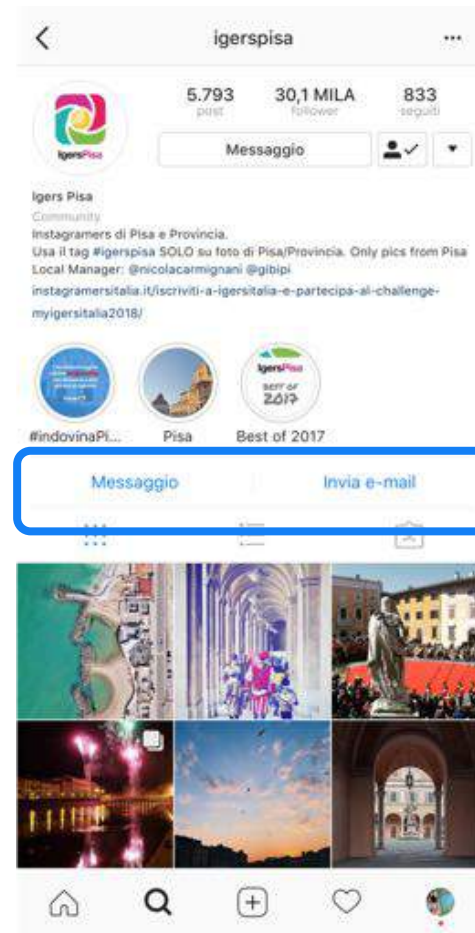 igerspisa
5.793 30,1 MILA 833
post follower seguiti
IgersPisa
Messaggio
Igers Pisa
Community
Instagramers di Pisa e Provincia.
Usa il tag #igerspisa SOLO su foto di Pisa/Provincia. Only pics from Pisa
Local Manager: @nicolacarmignani @gibipi
instagramersitalia.it/iscriviti-a-igersitalia-e-partecipa-al-challenge-
myigersitalia2018/
IgersPisa
BEST OF
2017
#indovinaPi... Pisa Best of 2017
Messaggio Invia e-mail